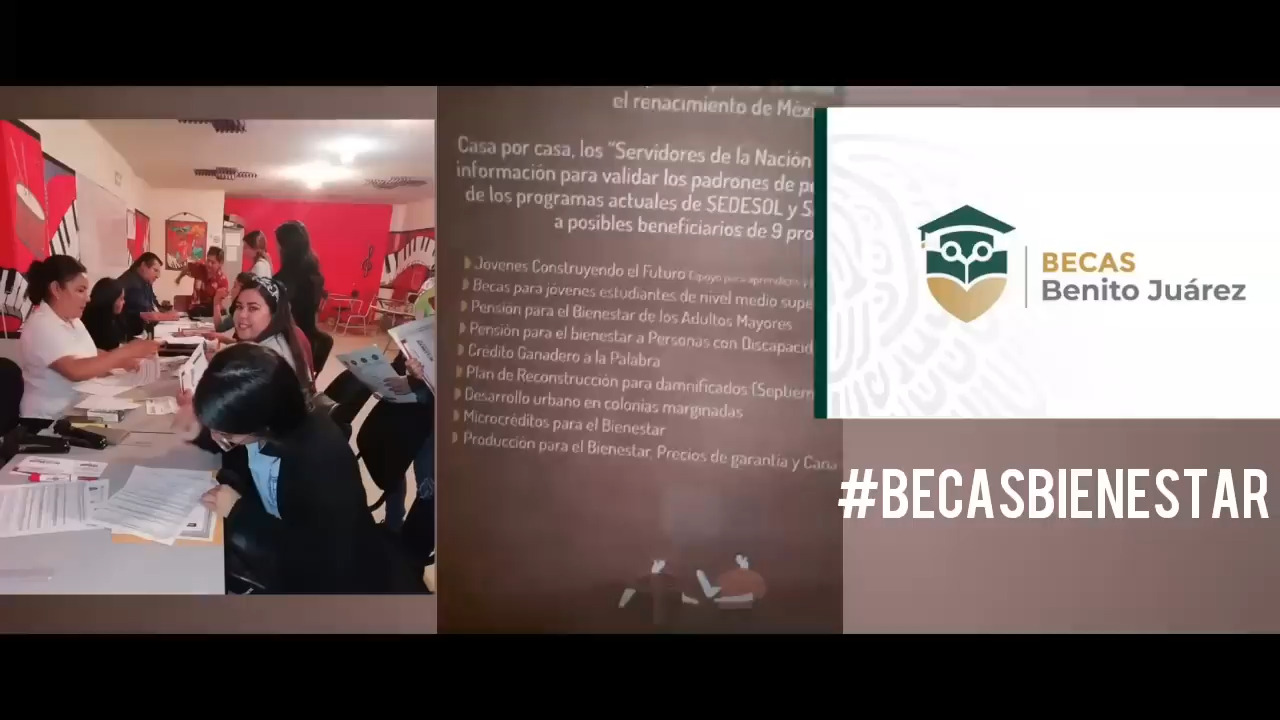 el renacimiento de Méxi
Casa por casa, los “Servidores de la Nación
información para validar los padrones de p
de los programas actuales de SEDESOL y S
a posibles beneficiarios de 9 pro
Jóvenes Construyendo el Futuro (apoyo para aprendices y
Becas para jóvenes estudiantes de nivel medio supe
Pensión para el Bienestar de los Adultos Mayores
Pensión para el bienestar a Personas con Discapacid
Crédito Ganadero a la Palabra
Plan de Reconstrucción para damnificados (Septiem
Desarrollo urbano en colonias marginadas
Microcréditos para el Bienestar
Producción para el Bienestar, Precios de garantía y Cana
BECAS
Benito Juárez
#BECASBIENESTAR